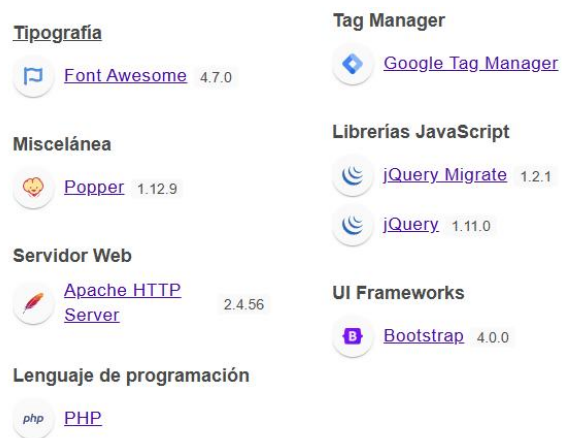 Tipografía
Font Awesome 4.7.0
Miscelánea
Popper 1.12.9
Servidor Web
Apache HTTP
Server 2.4.56
Lenguaje de programación
php PHP
Tag Manager
Google Tag Manager
Librerías JavaScript
jQuery Migrate 1.2.1
jQuery 1.11.0
UI Frameworks
B Bootstrap 4.0.0